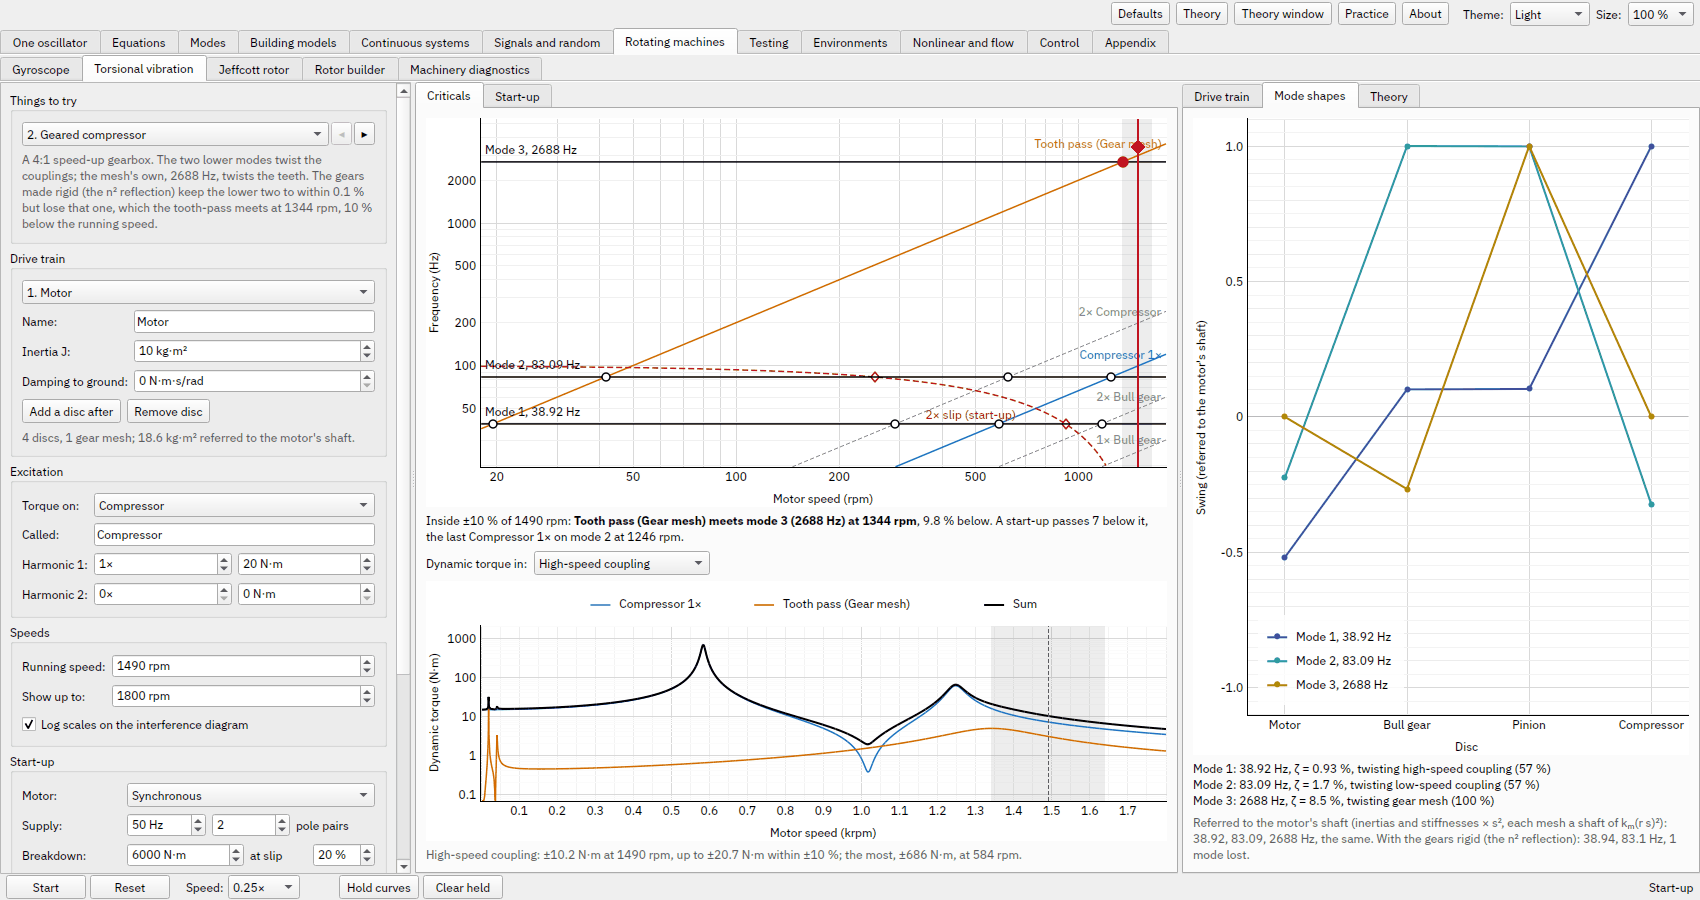 Defaults Theory Theory window Practice About Theme: Light Size: 100 %
One oscillator Equations Modes Building models Continuous systems Signals and random Rotating machines Testing Environments Nonlinear and flow Control Appendix
Gyroscope Torsional vibration Jeffcott rotor Rotor builder Machinery diagnostics
Things to try
2. Geared compressor
A 4:1 speed-up gearbox. The two lower modes twist the
couplings; the mesh's own, 2688 Hz, twists the teeth. The gears
made rigid (the n² reflection) keep the lower two to within 0.1 %
but lose that one, which the tooth-pass meets at 1344 rpm, 10 %
below the running speed.
Drive train
1. Motor
Name: Motor
Inertia J: 10 kg·m²
Damping to ground: 0 N·m·s/rad
Add a disc after Remove disc
4 discs, 1 gear mesh; 18.6 kg·m² referred to the motor's shaft.
Excitation
Torque on: Compressor
Called: Compressor
Harmonic 1: 1× 20 N·m
Harmonic 2: 0× 0 N·m
Speeds
Running speed: 1490 rpm
Show up to: 1800 rpm
Log scales on the interference diagram
Start-up
Motor: Synchronous
Supply: 50 Hz 2 pole pairs
Breakdown: 6000 N·m at slip 20 %
Start Reset Speed: 0.25× Hold curves Clear held Start-up
Criticals Start-up
Frequency (Hz)
2000
1000
500
200
100
50
Mode 3, 2688 Hz
Mode 2, 83.09 Hz
Mode 1, 38.92 Hz
Tooth pass (Gear mesh)
2× Compressor
Compressor 1×
2× Bull gear
2× slip (start-up)
1× Bull gear
20 50 100 200 500 1000
Motor speed (rpm)
Inside ±10 % of 1490 rpm: Tooth pass (Gear mesh) meets mode 3 (2688 Hz) at 1344 rpm, 9.8 % below. A start-up passes 7 below it,
the last Compressor 1× on mode 2 at 1246 rpm.
Dynamic torque in: High-speed coupling
Compressor 1× Tooth pass (Gear mesh) Sum
Dynamic torque (N·m)
1000
100
10
1
0.1
0.1 0.2 0.3 0.4 0.5 0.6 0.7 0.8 0.9 1.0 1.1 1.2 1.3 1.4 1.5 1.6 1.7
Motor speed (krpm)
High-speed coupling: ±10.2 N·m at 1490 rpm, up to ±20.7 N·m within ±10 %; the most, ±686 N·m, at 584 rpm.
Drive train Mode shapes Theory
Swing (referred to the motor's shaft)
1.0
0.5
0
-0.5
-1.0
Mode 1, 38.92 Hz
Mode 2, 83.09 Hz
Mode 3, 2688 Hz
Motor Bull gear Pinion Compressor
Disc
Mode 1: 38.92 Hz, ζ = 0.93 %, twisting high-speed coupling (57 %)
Mode 2: 83.09 Hz, ζ = 1.7 %, twisting low-speed coupling (57 %)
Mode 3: 2688 Hz, ζ = 8.5 %, twisting gear mesh (100 %)
Referred to the motor's shaft (inertias and stiffnesses × s², each mesh a shaft of kₘ(r s)²):
38.92, 83.09, 2688 Hz, the same. With the gears rigid (the n² reflection): 38.94, 83.1 Hz, 1
mode lost.